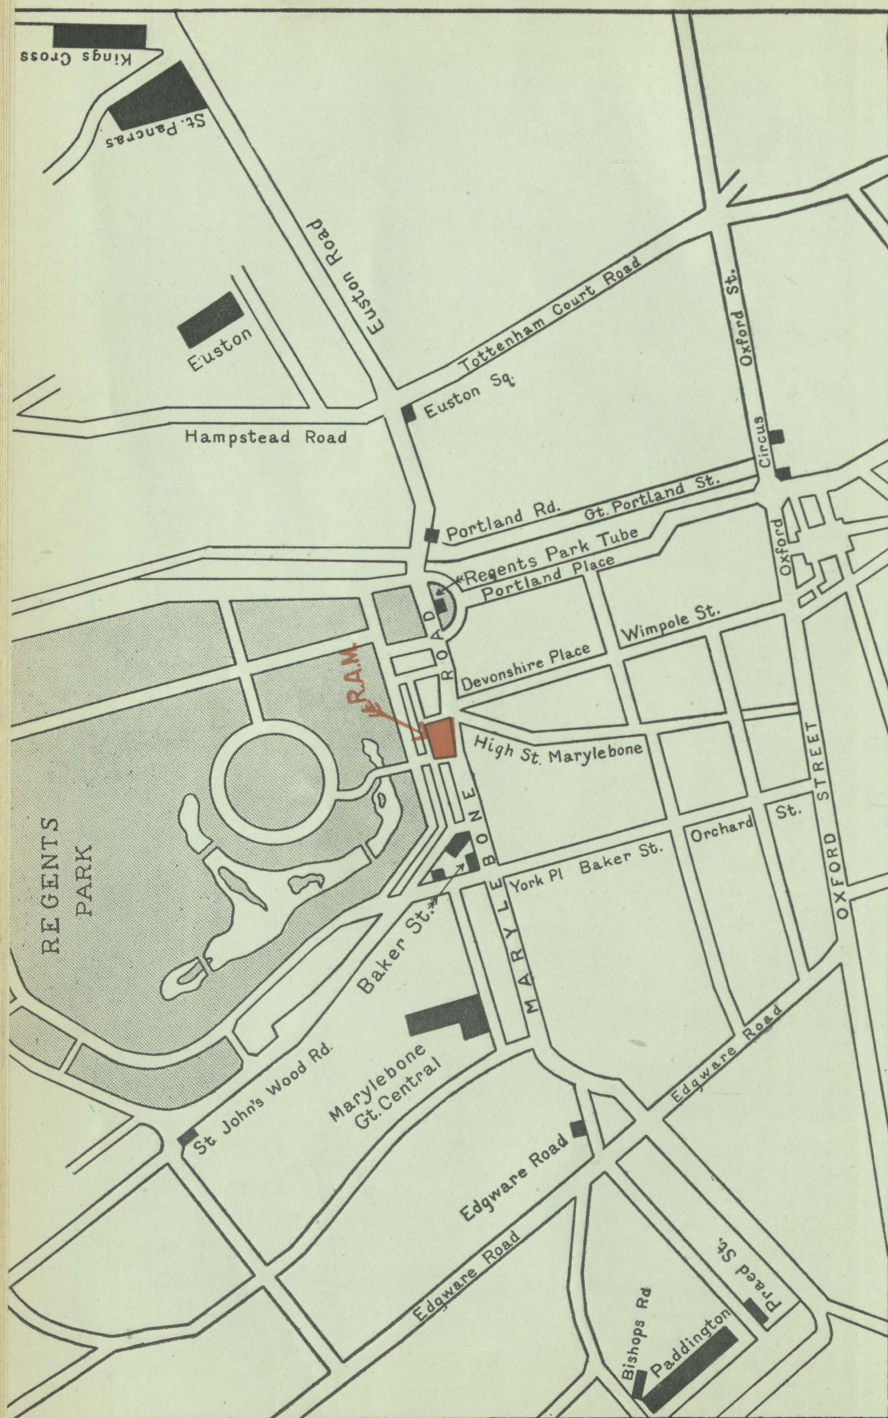 Kings Cross
St. Pancras
Euston Road
Euston
Hampstead Road
Tottenham Court Road
Euston Sq.
Oxford St.
Circus
Oxford
Portland Rd.
Gt. Portland St.
Regents Park Tube
Portland Place
ROAD
Wimpole St.
Devonshire Place
R.A.M.
High St. Marylebone
MARYLEBONE
OXFORD STREET
Orchard St.
York Pl Baker St.
REGENTS
PARK
Baker St.
Marylebone
Gt. Central
St John's Wood Rd.
Edgware Road
Edgware Road
Edgware Road
Praed St.
Bishops Rd
Paddington